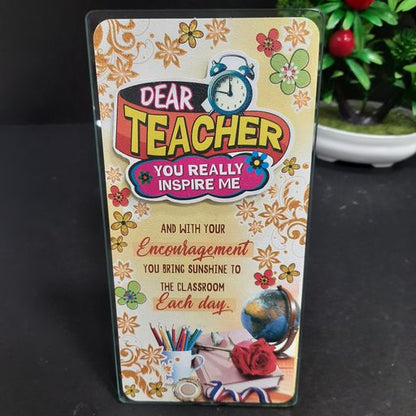 DEAR
TEACHER
YOU REALLY
INSPIRE ME
AND WITH YOUR
Encouragement
YOU BRING SUNSHINE TO
THE CLASSROOM
Each day.